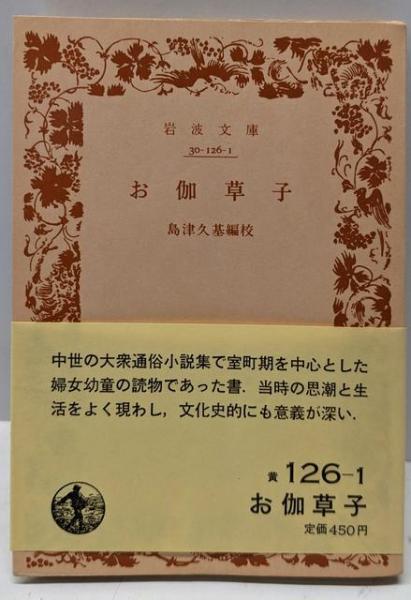 岩波文庫
30-126-1
お伽草子
島津久基編校
中世の大衆通俗小説集で室町期を中心とした
婦女幼童の読物であった書．当時の思潮と生
活をよく現わし，文化史的にも意義が深い．
黄 126-1
お伽草子
定価450円